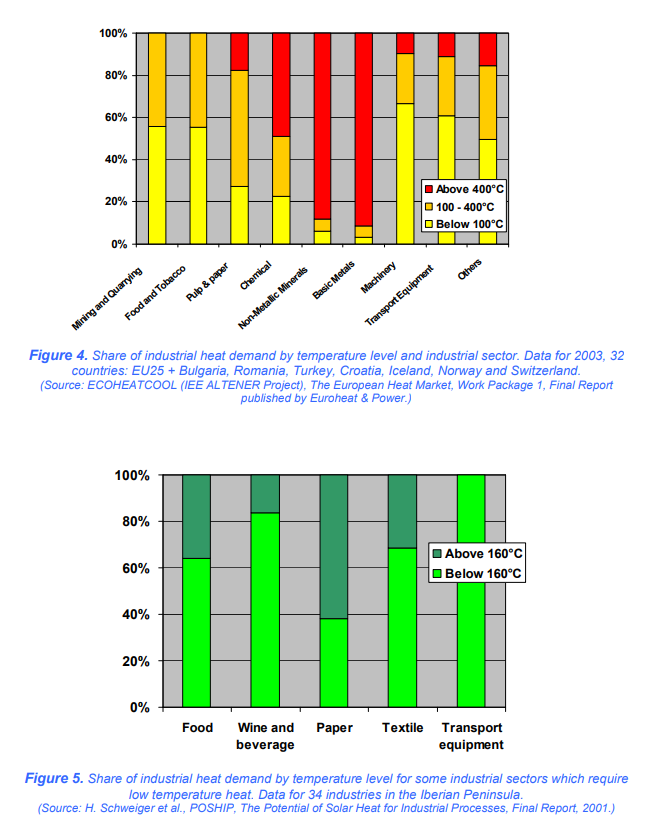 100%
80%
60%
40%
20%
0%
Above 400°C
100 - 400°C
Below 100°C
Mining and Quarrying
Food and Tobacco
Pulp & paper
Chemical
Non-Metallic Minerals
Basic Metals
Machinery
Transport Equipment
Others
Figure 4. Share of industrial heat demand by temperature level and industrial sector. Data for 2003, 32
countries: EU25 + Bulgaria, Romania, Turkey, Croatia, Iceland, Norway and Switzerland.
(Source: ECOHEATCOOL (IEE ALTENER Project), The European Heat Market, Work Package 1, Final Report
published by Euroheat & Power.)
100%
80%
60%
40%
20%
0%
Above 160°C
Below 160°C
Food
Wine and
beverage
Paper
Textile
Transport
equipment
Figure 5. Share of industrial heat demand by temperature level for some industrial sectors which require
low temperature heat. Data for 34 industries in the Iberian Peninsula.
(Source: H. Schweiger et al., POSHIP, The Potential of Solar Heat for Industrial Processes, Final Report, 2001.)